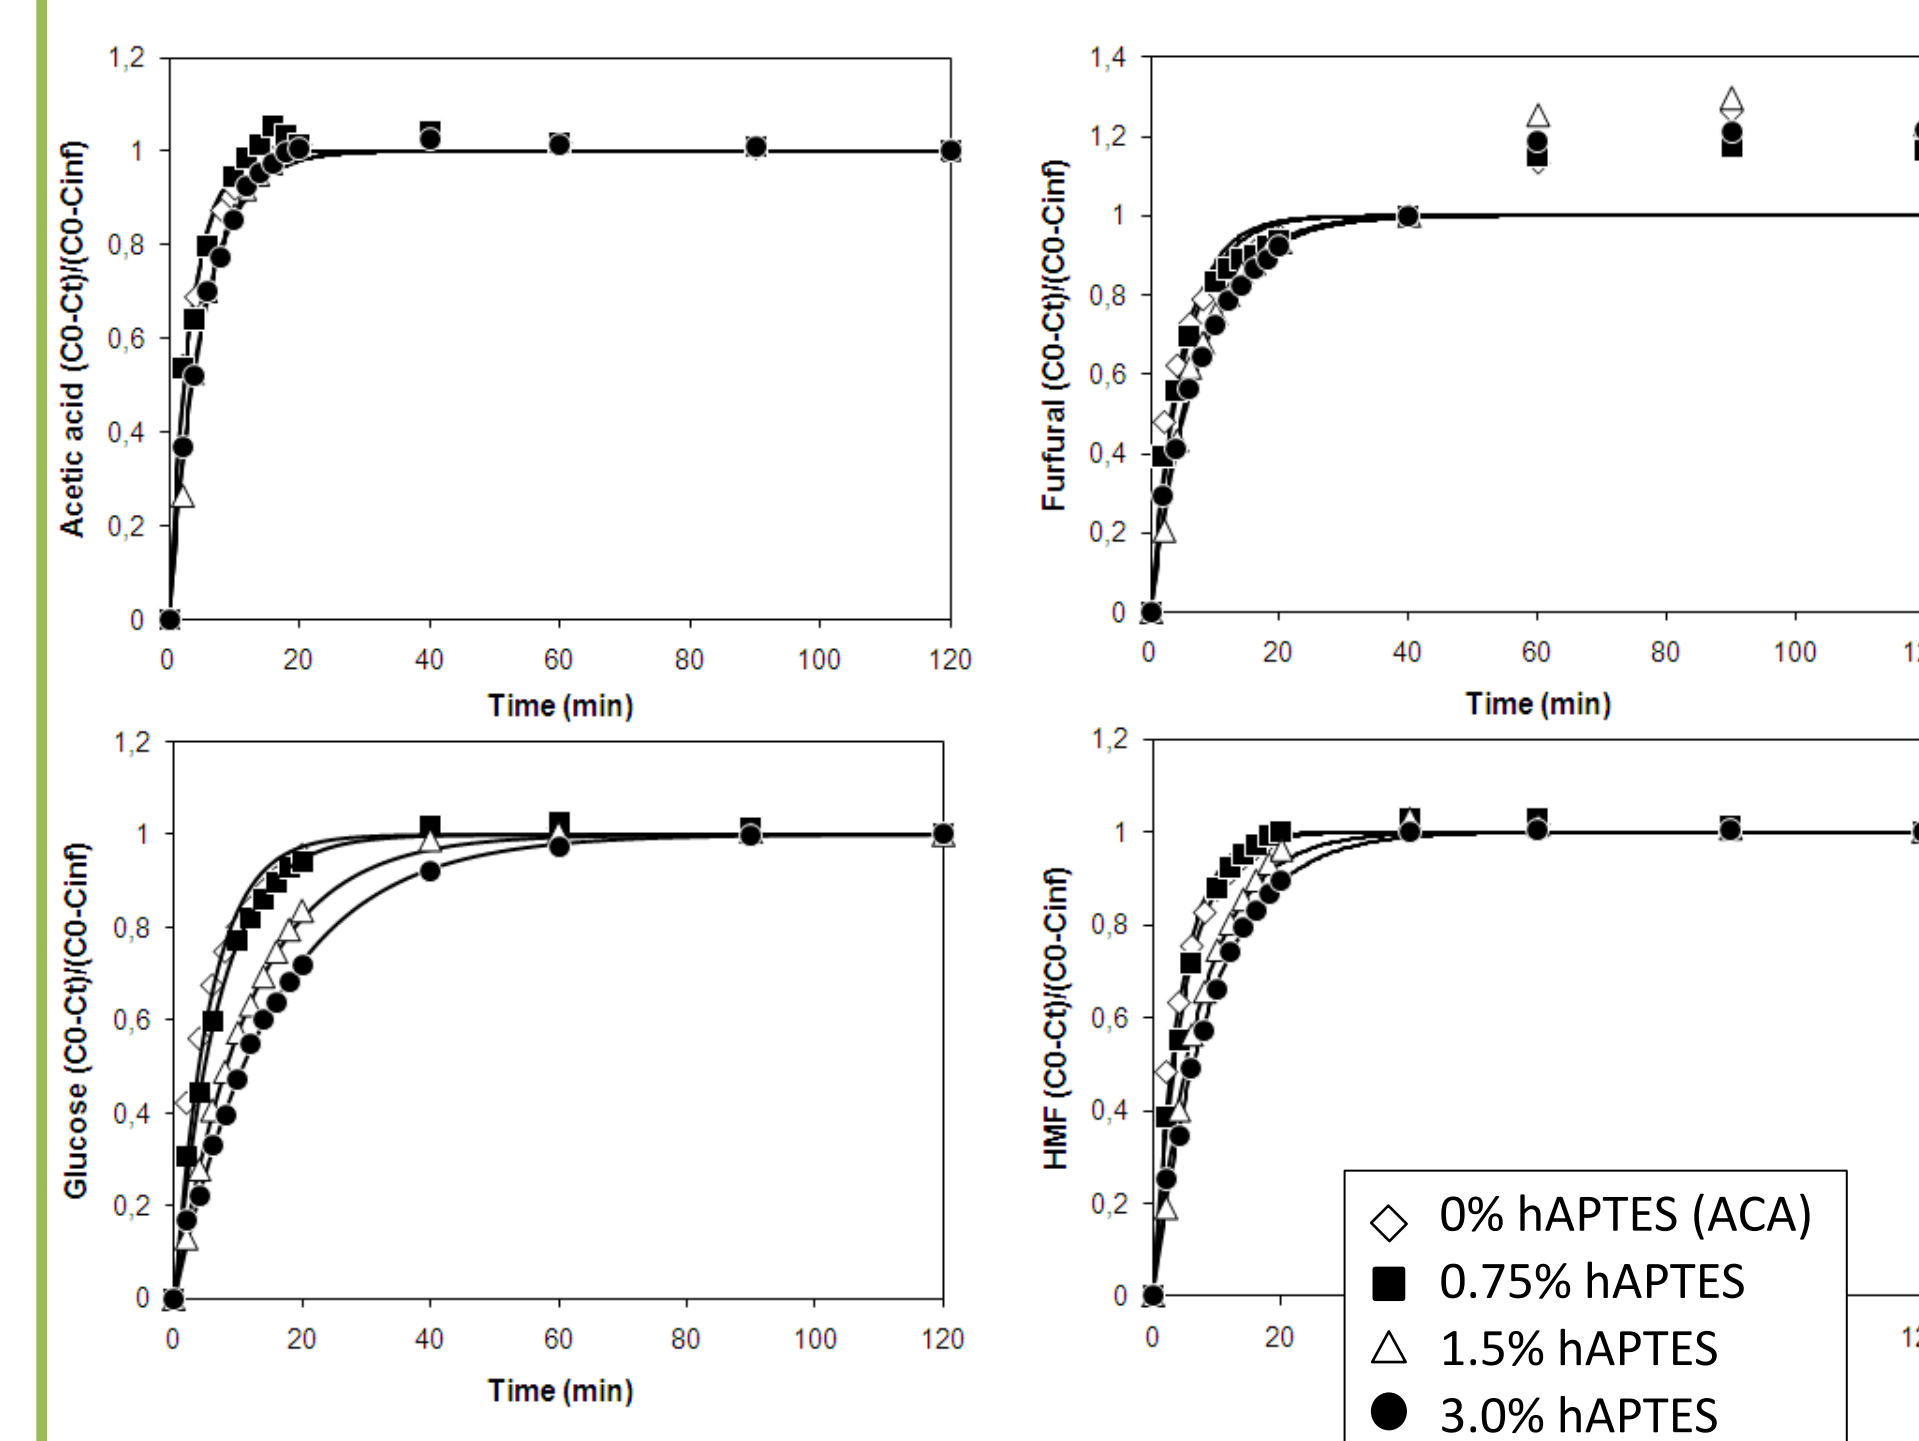 1,2
1
0,8
0,6
0,4
0,2
0
Acetic acid (C0-Ct)/(C0-Cinf)
0 20 40 60 80 100 120
Time (min)
1,4
1,2
1
0,8
0,6
0,4
0,2
0
Furfural (C0-Ct)/(C0-Cinf)
0 20 40 60 80 100
Time (min)
1,2
1
0,8
0,6
0,4
0,2
0
Glucose (C0-Ct)/(C0-Cinf)
0 20 40 60 80 100 120
Time (min)
1,2
1
0,8
0,6
0,4
0,2
0
HMF (C0-Ct)/(C0-Cinf)
0 20
0% hAPTES (ACA)
0.75% hAPTES
1.5% hAPTES
3.0% hAPTES